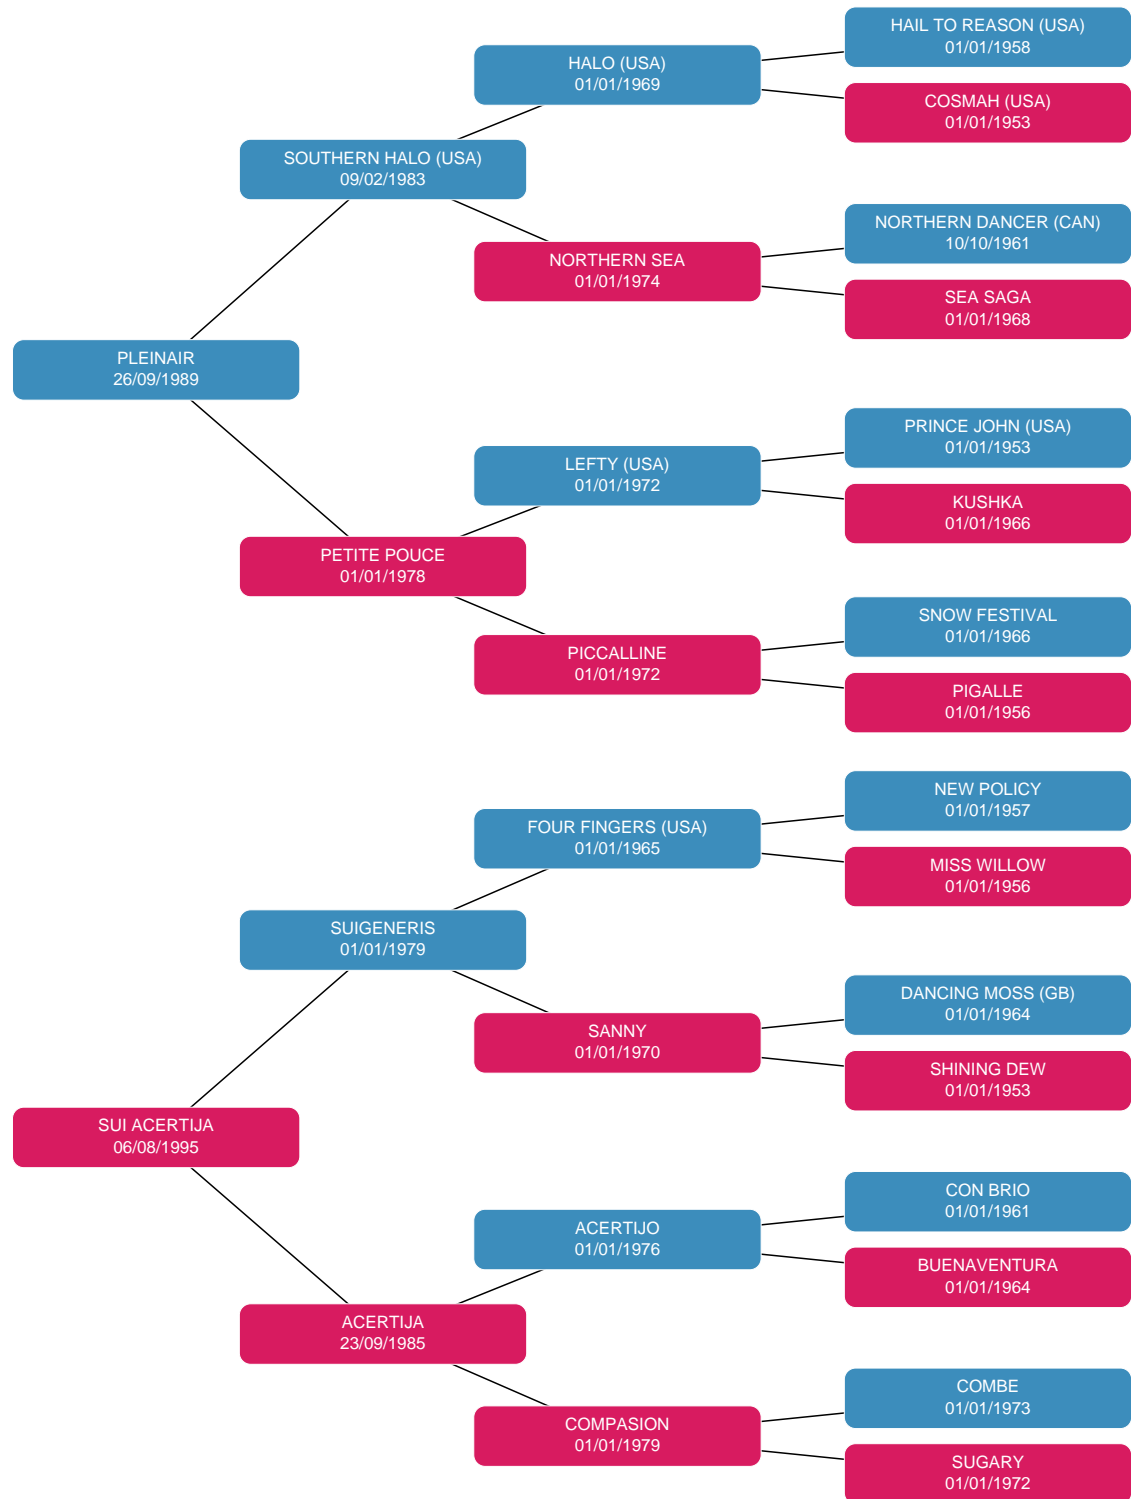 HAIL TO REASON (USA)
01/01/1958
HALO (USA)
01/01/1969
COSMAH (USA)
01/01/1953
SOUTHERN HALO (USA)
09/02/1983
NORTHERN DANCER (CAN)
10/10/1961
NORTHERN SEA
01/01/1974
SEA SAGA
01/01/1968
PLEINAIR
26/09/1989
PRINCE JOHN (USA)
01/01/1953
LEFTY (USA)
01/01/1972
KUSHKA
01/01/1966
PETITE POUCE
01/01/1978
SNOW FESTIVAL
01/01/1966
PICCALLINE
01/01/1972
PIGALLE
01/01/1956
NEW POLICY
01/01/1957
FOUR FINGERS (USA)
01/01/1965
MISS WILLOW
01/01/1956
SUIGENERIS
01/01/1979
DANCING MOSS (GB)
01/01/1964
SANNY
01/01/1970
SHINING DEW
01/01/1953
SUI ACERTIJA
06/08/1995
CON BRIO
01/01/1961
ACERTIJO
01/01/1976
BUENAVENTURA
01/01/1964
ACERTIJA
23/09/1985
COMBE
01/01/1973
COMPASION
01/01/1979
SUGARY
01/01/1972